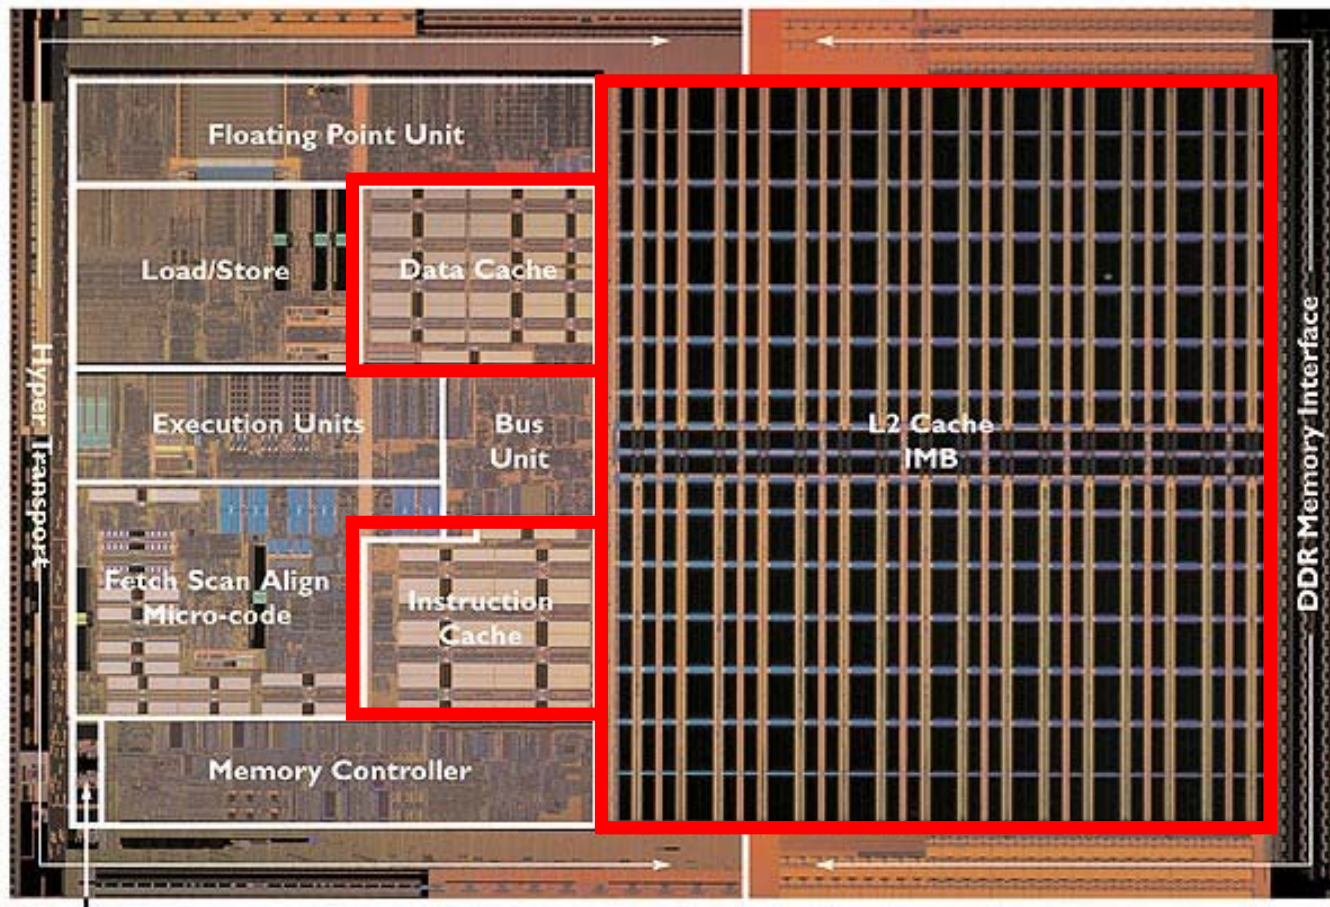 Floating Point Unit
Load/Store
Data Cache
Execution Units
Bus
Unit
L2 Cache
IMB
Hyper Transport
Fetch Scan Align
Micro-code
Instruction
Cache
Memory Controller
DDR Memory Interface